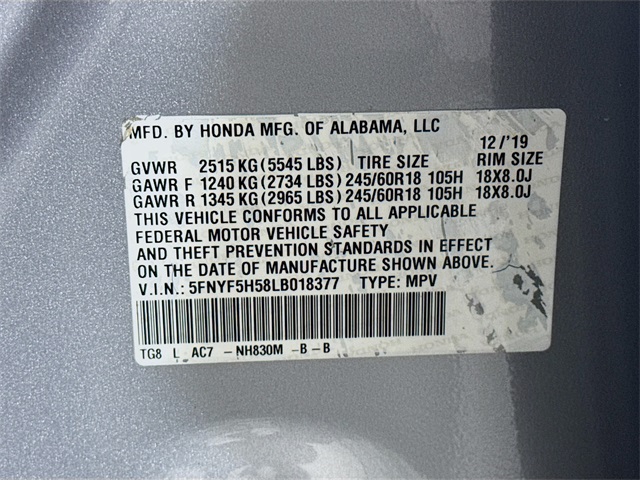 MFD. BY HONDA MFG. OF ALABAMA, LLC
12/'19
GVWR 2515 KG (5545 LBS) TIRE SIZE RIM SIZE
GAWR F 1240 KG (2734 LBS) 245/60R18 105H 18X8.0J
GAWR R 1345 KG (2965 LBS) 245/60R18 105H 18X8.0J
THIS VEHICLE CONFORMS TO ALL APPLICABLE
FEDERAL MOTOR VEHICLE SAFETY
AND THEFT PREVENTION STANDARDS IN EFFECT
ON THE DATE OF MANUFACTURE SHOWN ABOVE.
V.I.N.: 5FNYF5H58LB018377 TYPE: MPV
TG8 L AC7 - NH830M - B - B